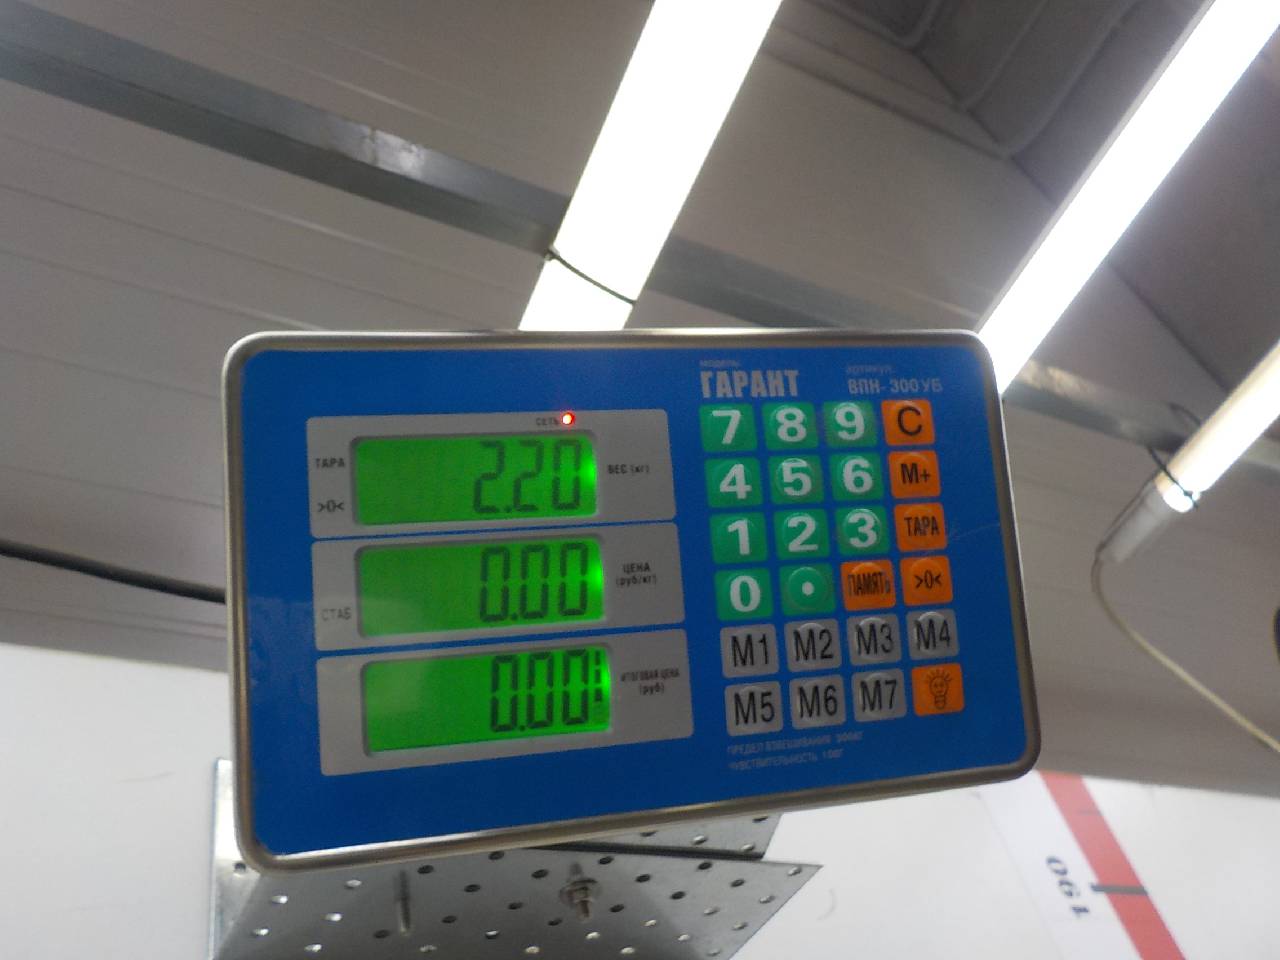 МОДЕЛЬ:
ГАРАНТ
АРТИКУЛ:
ВПН-300УБ
СЕТЬ
ТАРА
>0<
2.20
ВЕС (кг)
СТАБ
0.00
ЦЕНА
(руб/кг)
0.00
ИТОГОВАЯ ЦЕНА
(руб)
7 8 9 C
4 5 6 M+
1 2 3 ТАРА
0 . ПАМЯТЬ >0<
M1 M2 M3 M4
M5 M6 M7
ПРЕДЕЛ ВЗВЕШИВАНИЯ 300КГ
ЧУВСТВИТЕЛЬНОСТЬ 100Г
190